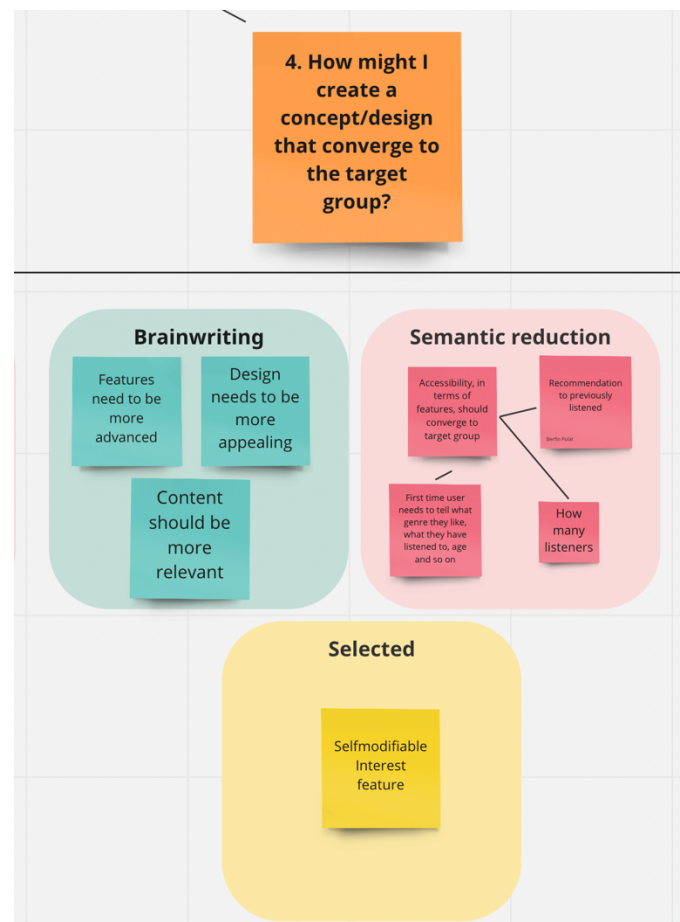 4. How might I
create a
concept/design
that converge to
the target
group?
Brainwriting
Features
need to be
more
advanced
Design
needs to be
more
appealing
Content
should be
more
relevant
Semantic reduction
Accessibility, in
terms of
features, should
converge to
target group
Recommendation
to previously
listened
Berfin Polat
First time user
needs to tell what
genre they like,
what they have
listened to, age
and so on
How
many
listeners
Selected
Selfmodifiable
Interest
feature